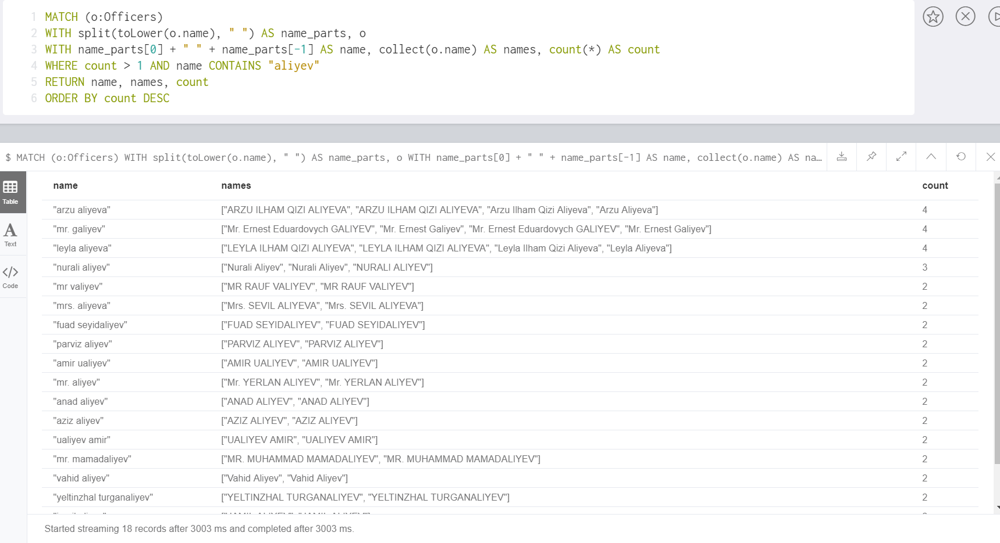 1 MATCH (o:Officers)
2 WITH split(toLower(o.name), " ") AS name_parts, o
3 WITH name_parts[0] + " " + name_parts[-1] AS name, collect(o.name) AS names, count(*) AS count
4 WHERE count > 1 AND name CONTAINS "aliyev"
5 RETURN name, names, count
6 ORDER BY count DESC
$ MATCH (o:Officers) WITH split(toLower(o.name), " ") AS name_parts, o WITH name_parts[0] + " " + name_parts[-1] AS name, collect(o.name) AS na…
Table
Text
Code
name names count
"arzu aliyeva" ["ARZU ILHAM QIZI ALIYEVA", "ARZU ILHAM QIZI ALIYEVA", "Arzu Ilham Qizi Aliyeva", "Arzu Aliyeva"] 4
"mr. galiyev" ["Mr. Ernest Eduardovych GALIYEV", "Mr. Ernest Galiyev", "Mr. Ernest Eduardovych GALIYEV", "Mr. Ernest Galiyev"] 4
"leyla aliyeva" ["LEYLA ILHAM QIZI ALIYEVA", "LEYLA ILHAM QIZI ALIYEVA", "Leyla Ilham Qizi Aliyeva", "Leyla Aliyeva"] 4
"nurali aliyev" ["Nurali Aliyev", "Nurali Aliyev", "NURALI ALIYEV"] 3
"mr valiyev" ["MR RAUF VALIYEV", "MR RAUF VALIYEV"] 2
"mrs. aliyeva" ["Mrs. SEVIL ALIYEVA", "Mrs. SEVIL ALIYEVA"] 2
"fuad seyidaliyev" ["FUAD SEYIDALIYEV", "FUAD SEYIDALIYEV"] 2
"parviz aliyev" ["PARVIZ ALIYEV", "PARVIZ ALIYEV"] 2
"amir ualiyev" ["AMIR UALIYEV", "AMIR UALIYEV"] 2
"mr. aliyev" ["Mr. YERLAN ALIYEV", "Mr. YERLAN ALIYEV"] 2
"anad aliyev" ["ANAD ALIYEV", "ANAD ALIYEV"] 2
"aziz aliyev" ["AZIZ ALIYEV", "AZIZ ALIYEV"] 2
"ualiyev amir" ["UALIYEV AMIR", "UALIYEV AMIR"] 2
"mr. mamadaliyev" ["MR. MUHAMMAD MAMADALIYEV", "MR. MUHAMMAD MAMADALIYEV"] 2
"vahid aliyev" ["Vahid Aliyev", "Vahid Aliyev"] 2
"yeltinzhal turganaliyev" ["YELTINZHAL TURGANALIYEV", "YELTINZHAL TURGANALIYEV"] 2
Started streaming 18 records after 3003 ms and completed after 3003 ms.